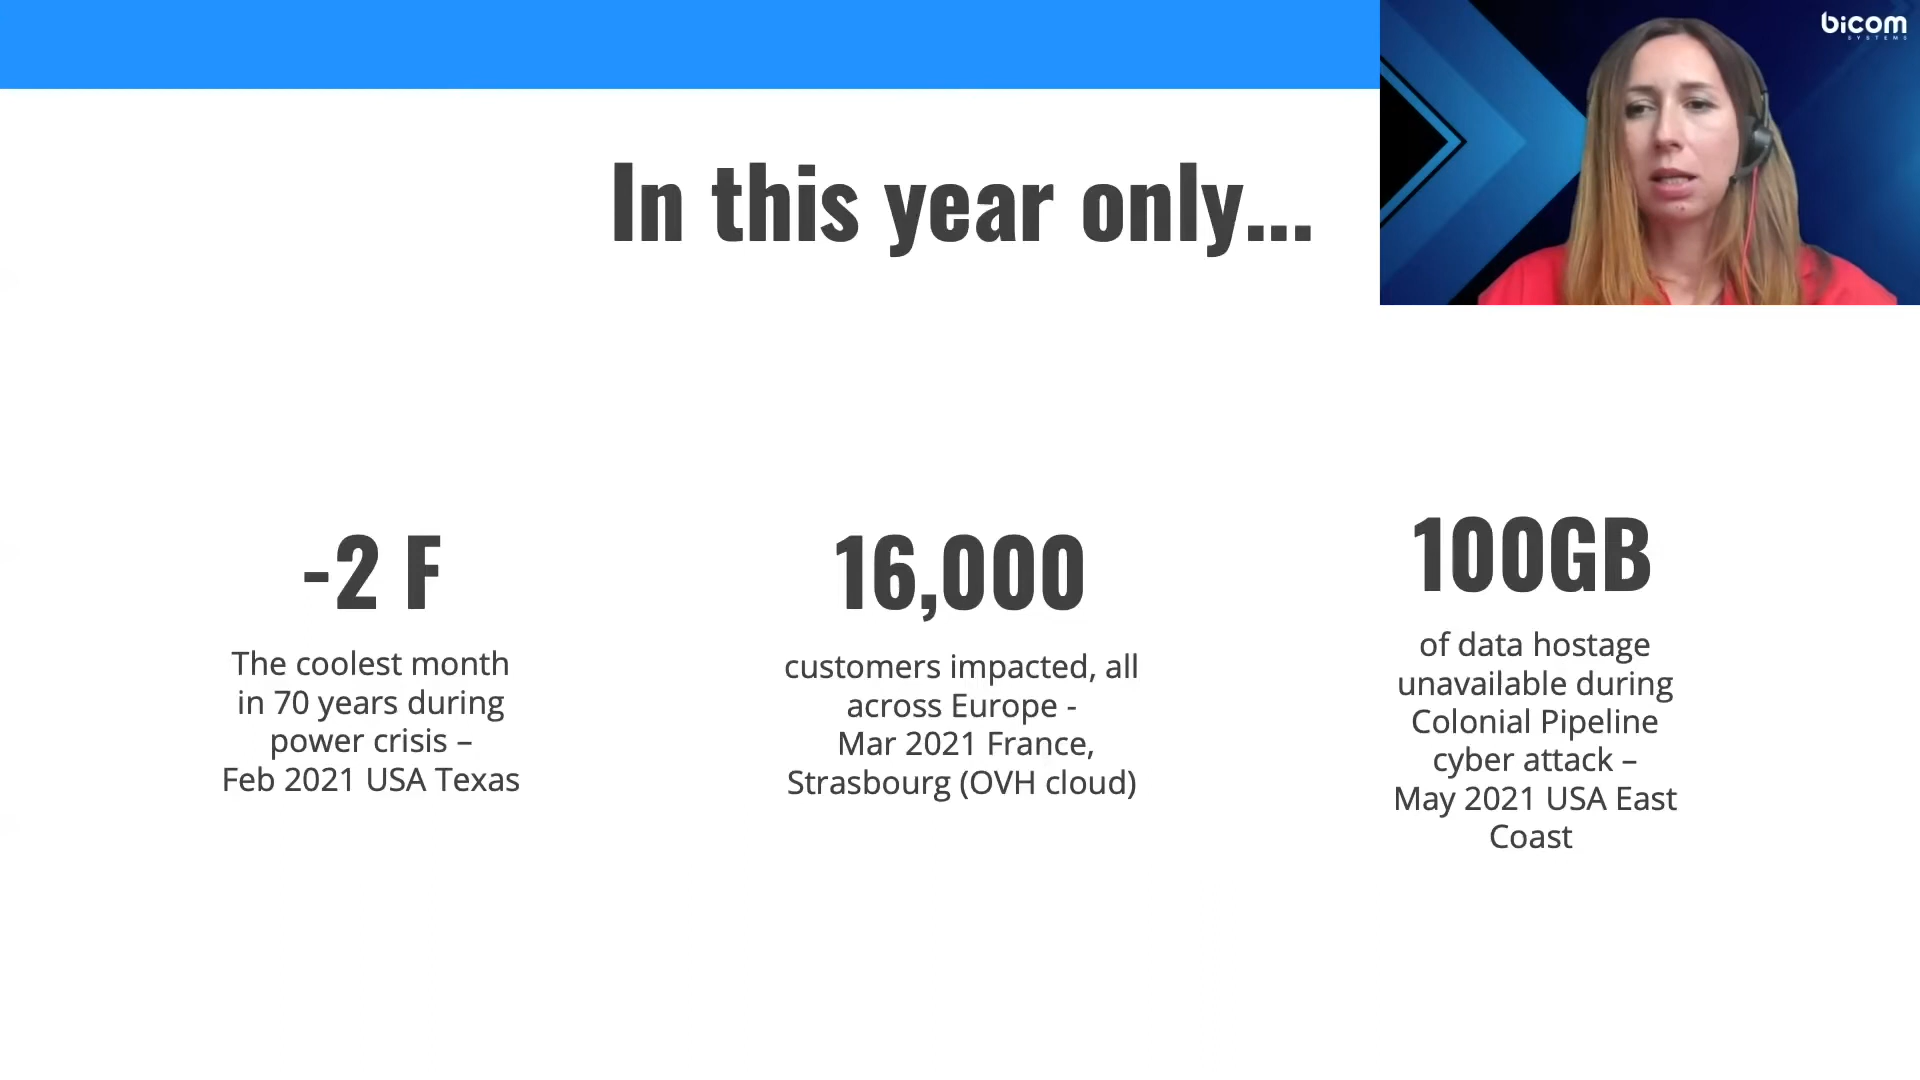 bicom
SYSTEMS
In this year only...
-2 F
The coolest month
in 70 years during
power crisis –
Feb 2021 USA Texas
16,000
customers impacted, all
across Europe -
Mar 2021 France,
Strasbourg (OVH cloud)
100GB
of data hostage
unavailable during
Colonial Pipeline
cyber attack –
May 2021 USA East
Coast